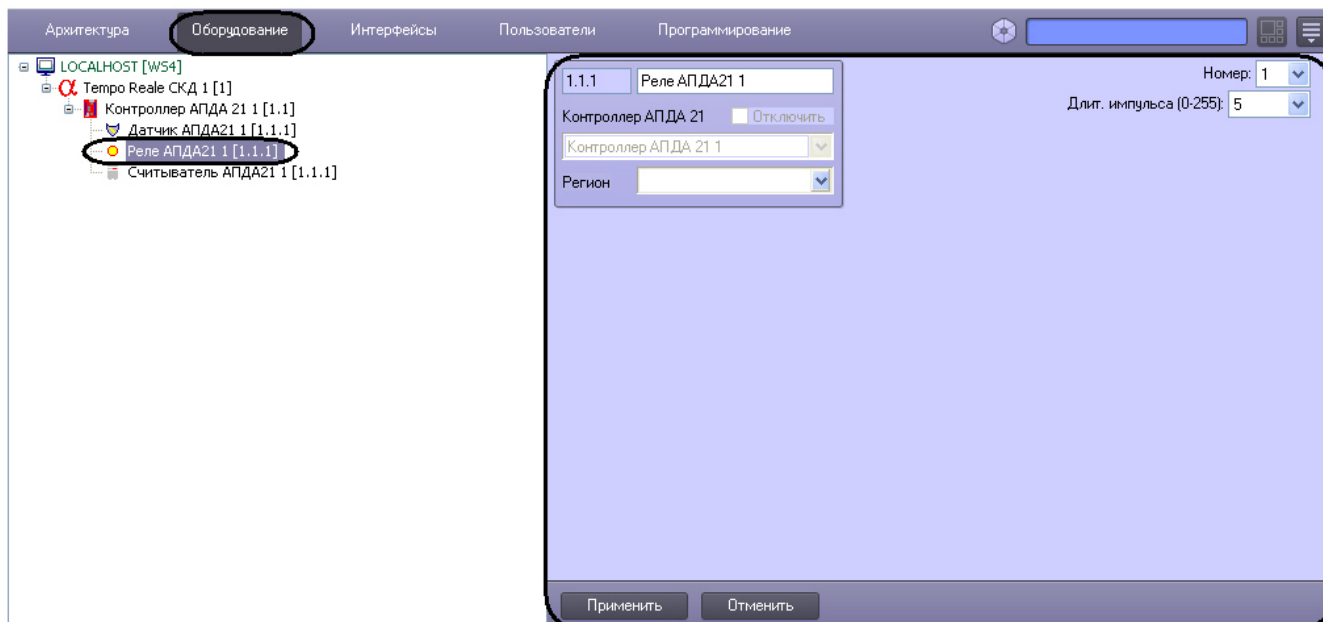 Архитектура Оборудование Интерфейсы Пользователи Программирование
LOCALHOST [WS4]
Tempo Reale СКД 1 [1]
Контроллер АПДА 21 1 [1.1]
Датчик АПДА21 1 [1.1.1]
Реле АПДА21 1 [1.1.1]
Считыватель АПДА21 1 [1.1.1]
1.1.1 Реле АПДА21 1
Контроллер АПДА 21 Отключить
Контроллер АПДА 21 1
Регион
Номер: 1
Длит. импульса (0-255): 5
Применить Отменить